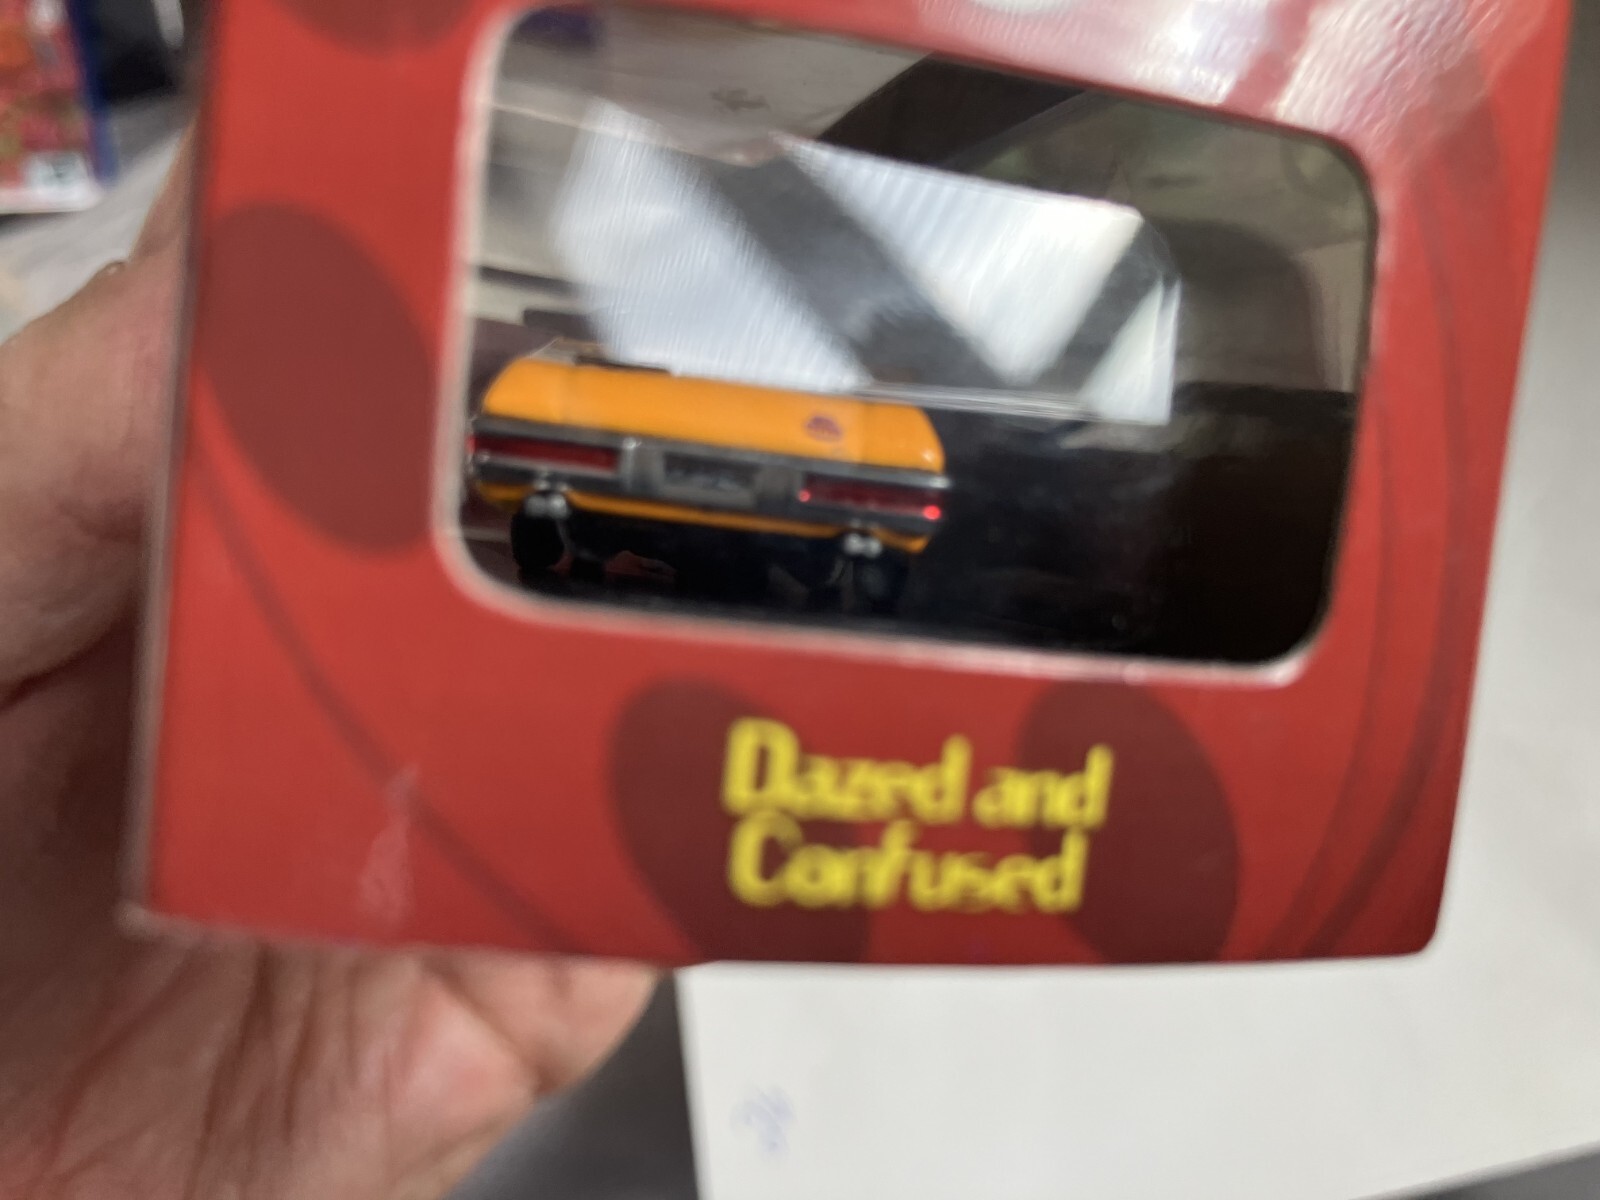 Dazed and
Confused